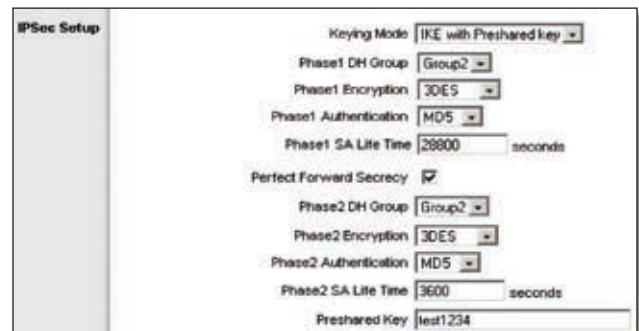 IPSec Setup
Keying Mode IKE with Preshared key
Phase1 DH Group Group2
Phase1 Encryption 3DES
Phase1 Authentication MD5
Phase1 SA Life Time 28800 seconds
Perfect Forward Secrecy
Phase2 DH Group Group2
Phase2 Encryption 3DES
Phase2 Authentication MD5
Phase2 SA Life Time 3600 seconds
Preshared Key test1234